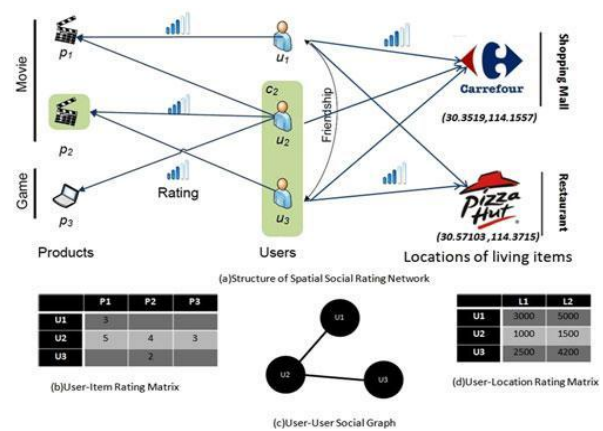 Movie
Game
p1
p2
p3
Rating
c2
u1
u2
u3
Friendship
Carrefour
(30.3519,114.1557)
Shopping Mall
Pizza Hut
(30.57103 ,114.3715)
Restaurant
Products
Users
Locations of living items
(a)Structure of Spatial Social Rating Network
P1 P2 P3
U1 3
U2 5 4 3
U3 2
(b)User-Item Rating Matrix
U1
U2
U3
(c)User-User Social Graph
L1 L2
U1 3000 5000
U2 1000 1500
U3 2500 4200
(d)User-Location Rating Matrix